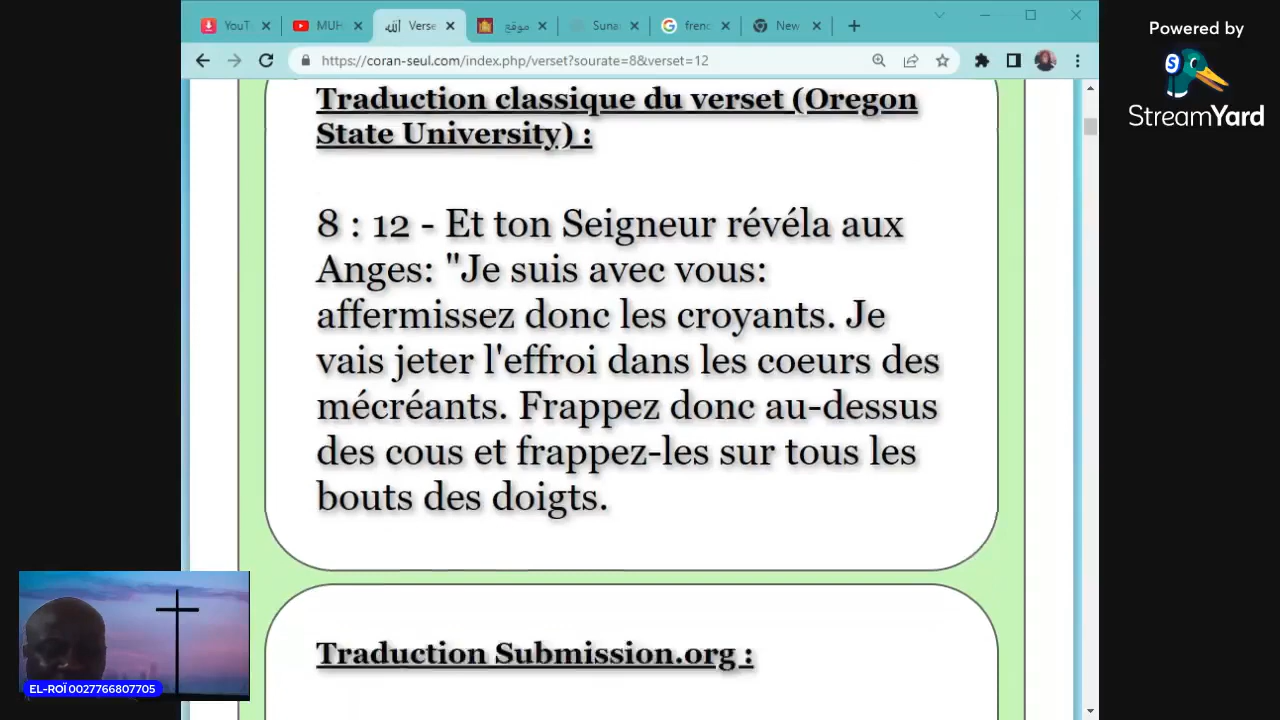 YouT
MUH
Verse
موقع
Suna
frenc
New
https://coran-seul.com/index.php/verset?sourate=8&verset=12
Powered by
StreamYard
Traduction classique du verset (Oregon
State University) :
8 : 12 - Et ton Seigneur révéla aux
Anges: "Je suis avec vous:
affermissez donc les croyants. Je
vais jeter l'effroi dans les coeurs des
mécréants. Frappez donc au-dessus
des cous et frappez-les sur tous les
bouts des doigts.
Traduction Submission.org :
EL-ROÏ 0027766807705